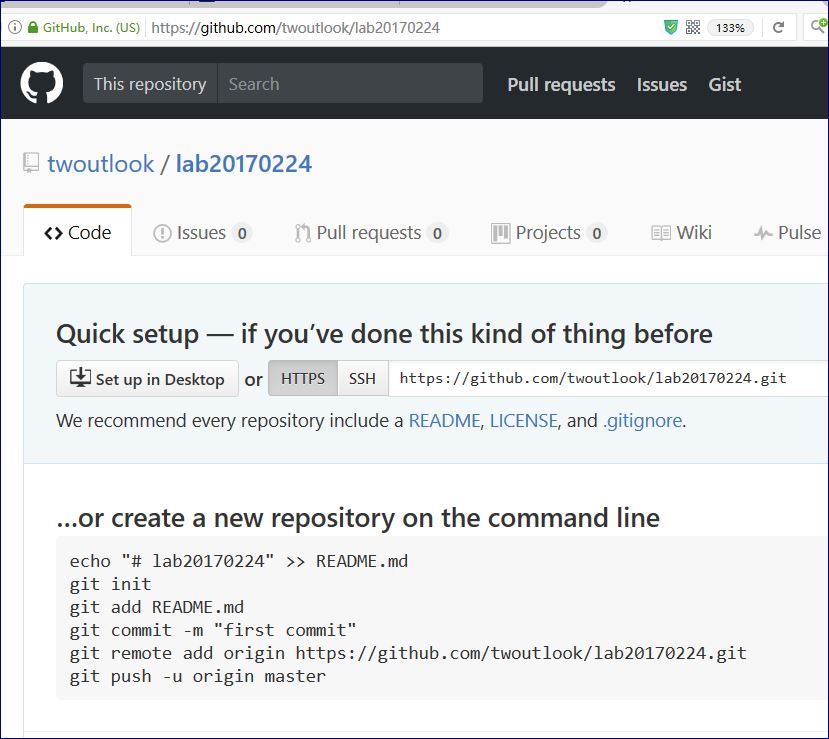 GitHub, Inc. (US) https://github.com/twoutlook/lab20170224 133%
This repository Search Pull requests Issues Gist
twoutlook / lab20170224
Code Issues 0 Pull requests 0 Projects 0 Wiki Pulse
Quick setup — if you’ve done this kind of thing before
Set up in Desktop or HTTPS SSH https://github.com/twoutlook/lab20170224.git
We recommend every repository include a README, LICENSE, and .gitignore.
…or create a new repository on the command line
echo "# lab20170224" >> README.md
git init
git add README.md
git commit -m "first commit"
git remote add origin https://github.com/twoutlook/lab20170224.git
git push -u origin master